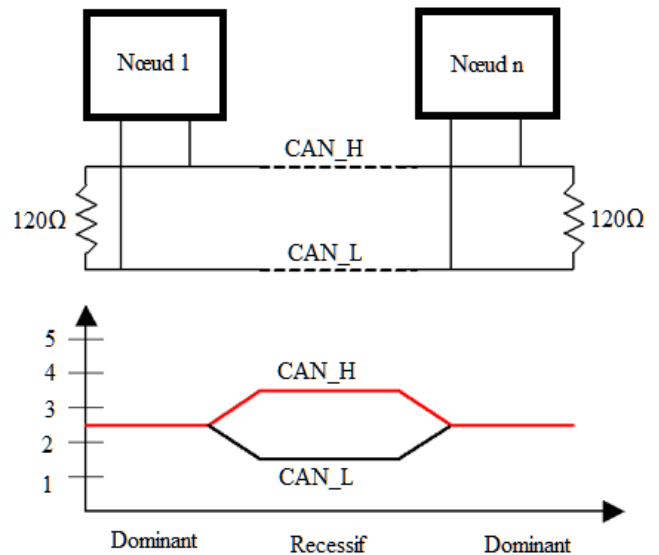 Nœud 1
Nœud n
CAN_H
120Ω
120Ω
CAN_L
5
4
3
2
1
CAN_H
CAN_L
Dominant
Recessif
Dominant